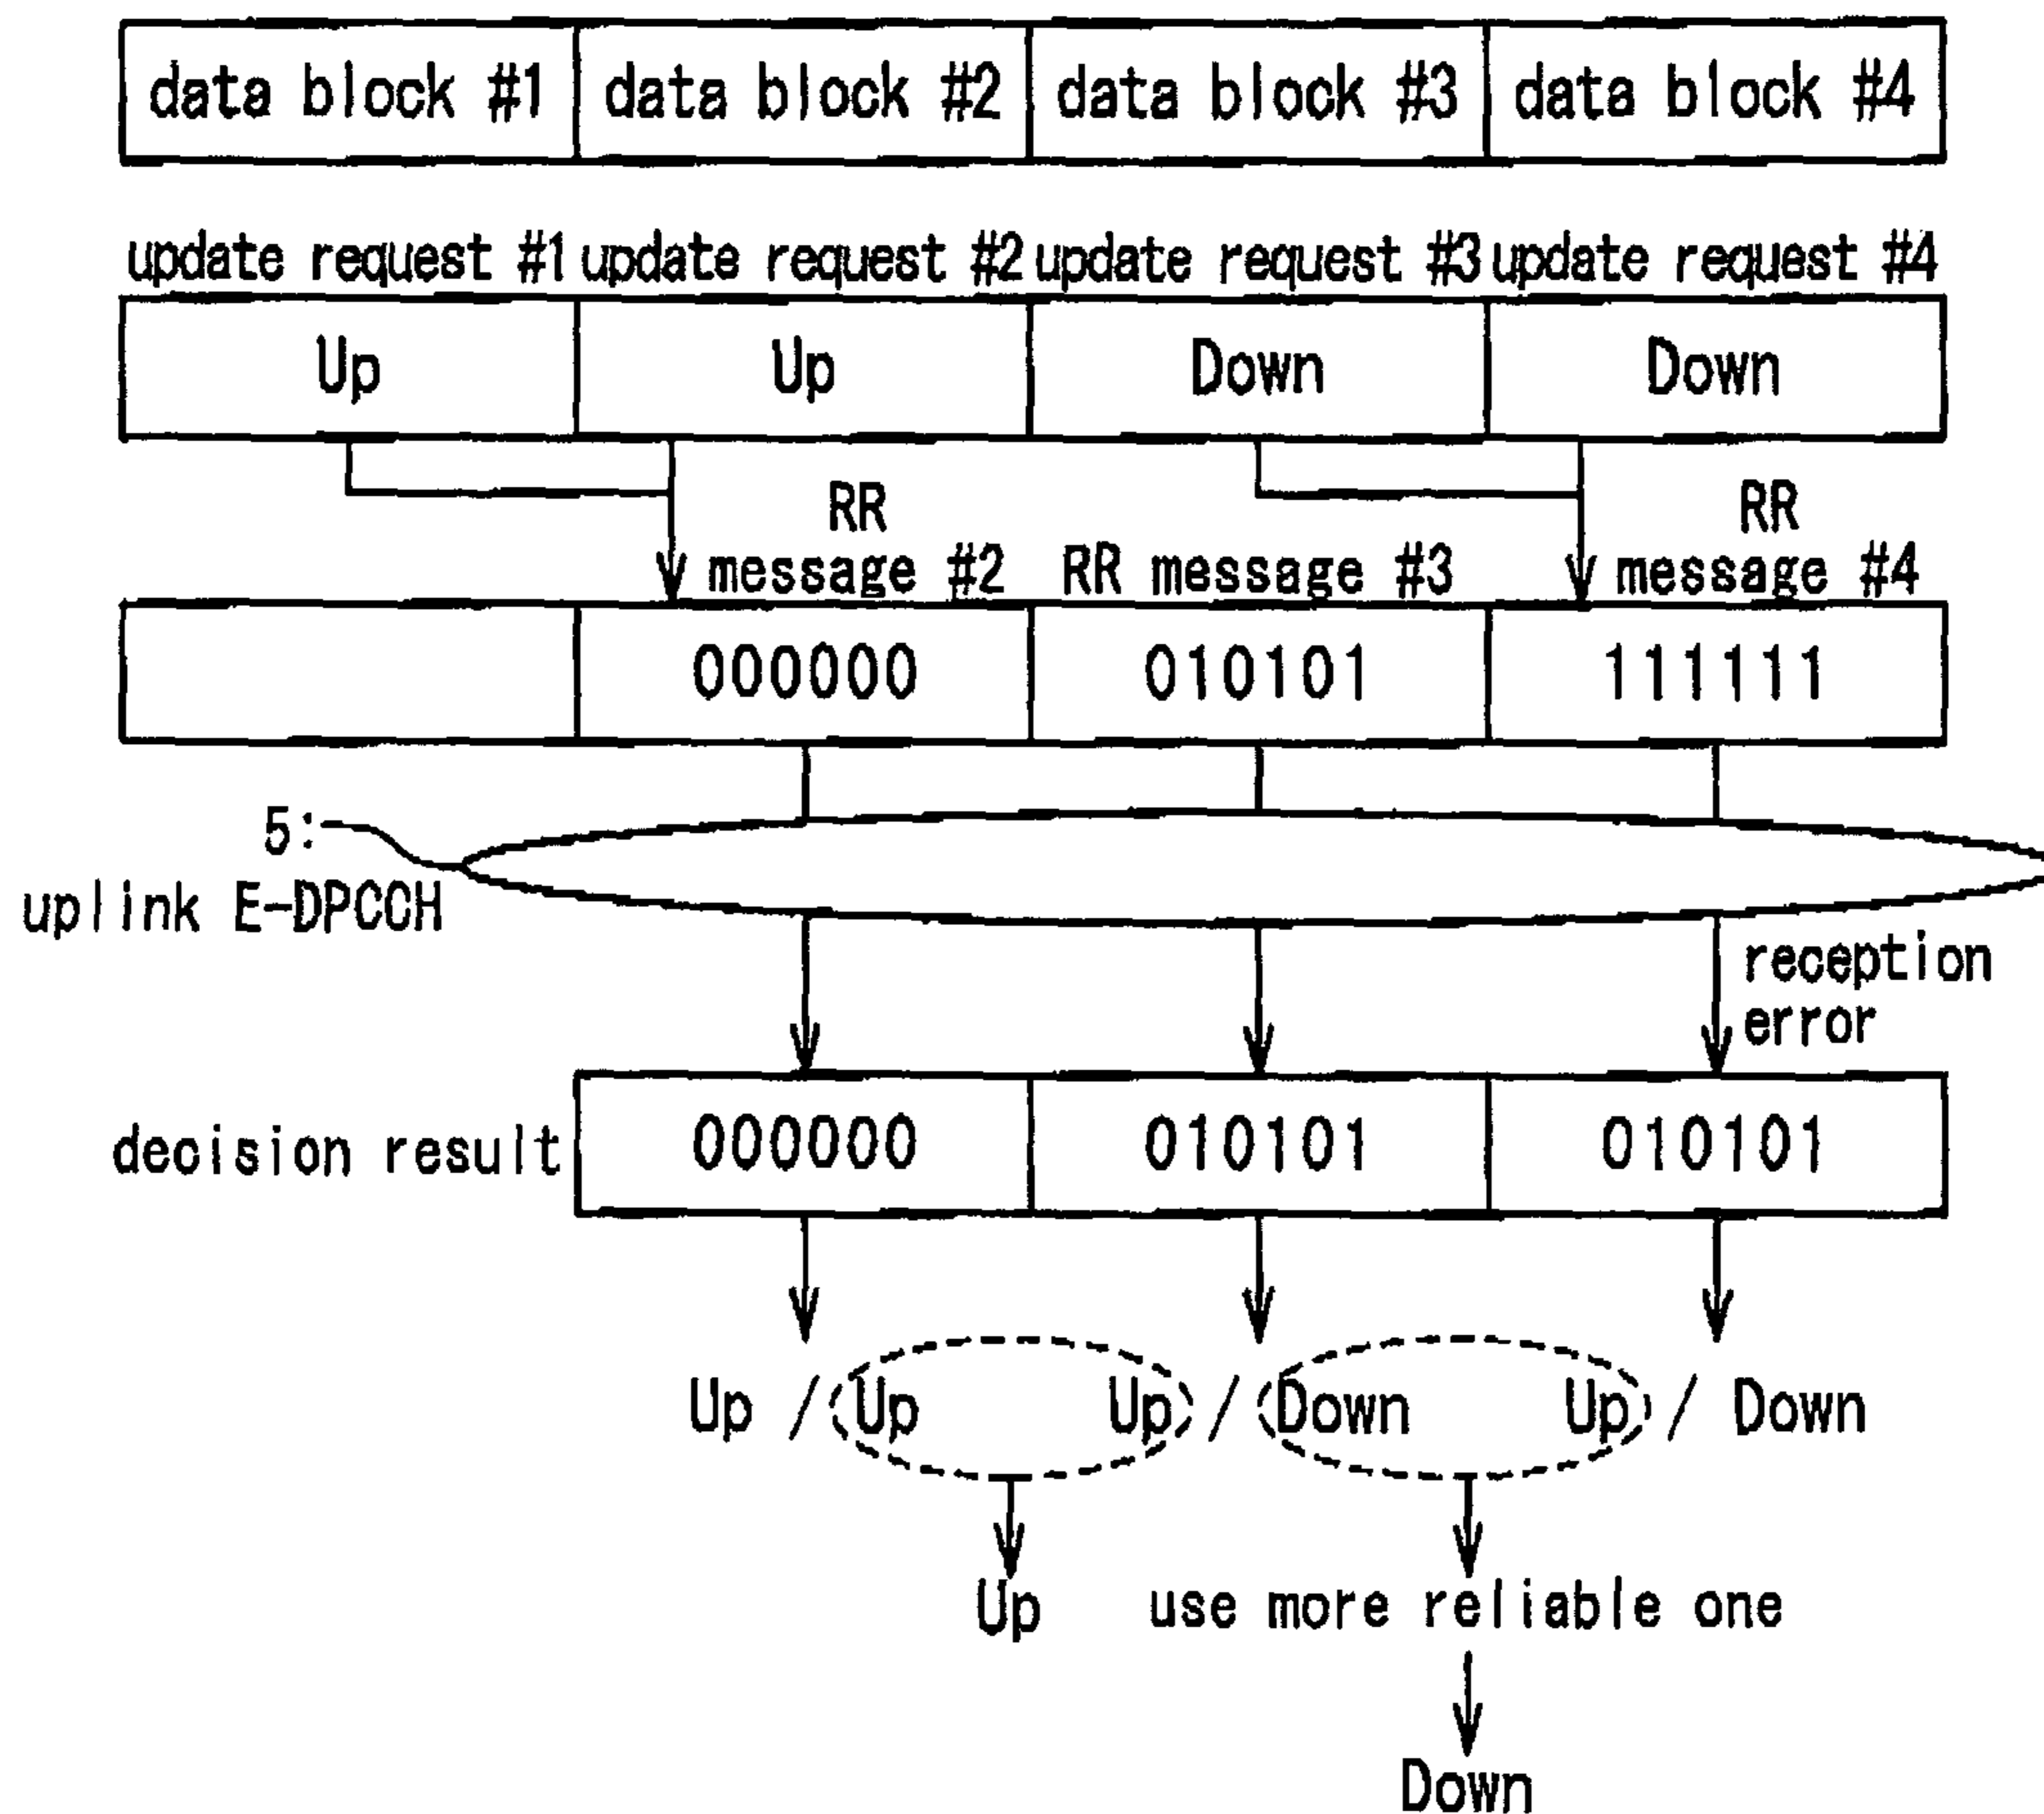 data block #1 data block #2 data block #3 data block #4
update request #1 update request #2 update request #3 update request #4
Up Up Down Down
RR RR
message #2 RR message #3 message #4
000000 010101 111111
5:
uplink E-DPCCH
reception
error
decision result 000000 010101 010101
Up / Up Up / Down Up / Down
Up use more reliable one
Down